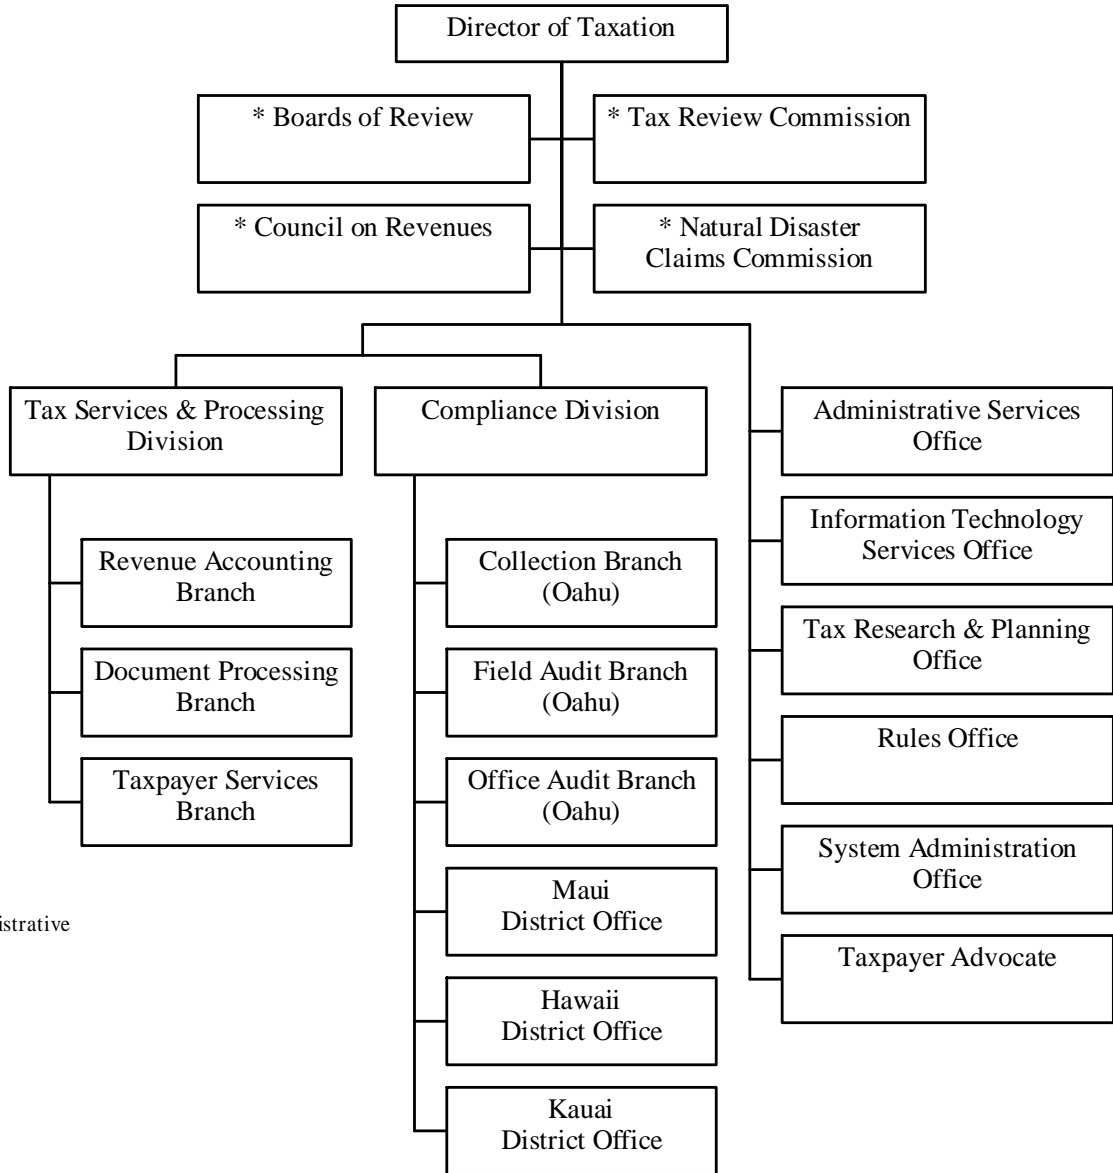 Director of Taxation
* Boards of Review
* Tax Review Commission
* Council on Revenues
* Natural Disaster
Claims Commission
Tax Services & Processing
Division
Revenue Accounting
Branch
Document Processing
Branch
Taxpayer Services
Branch
Compliance Division
Collection Branch
(Oahu)
Field Audit Branch
(Oahu)
Office Audit Branch
(Oahu)
Maui
District Office
Hawaii
District Office
Kauai
District Office
Administrative Services
Office
Information Technology
Services Office
Tax Research & Planning
Office
Rules Office
System Administration
Office
Taxpayer Advocate
istrative